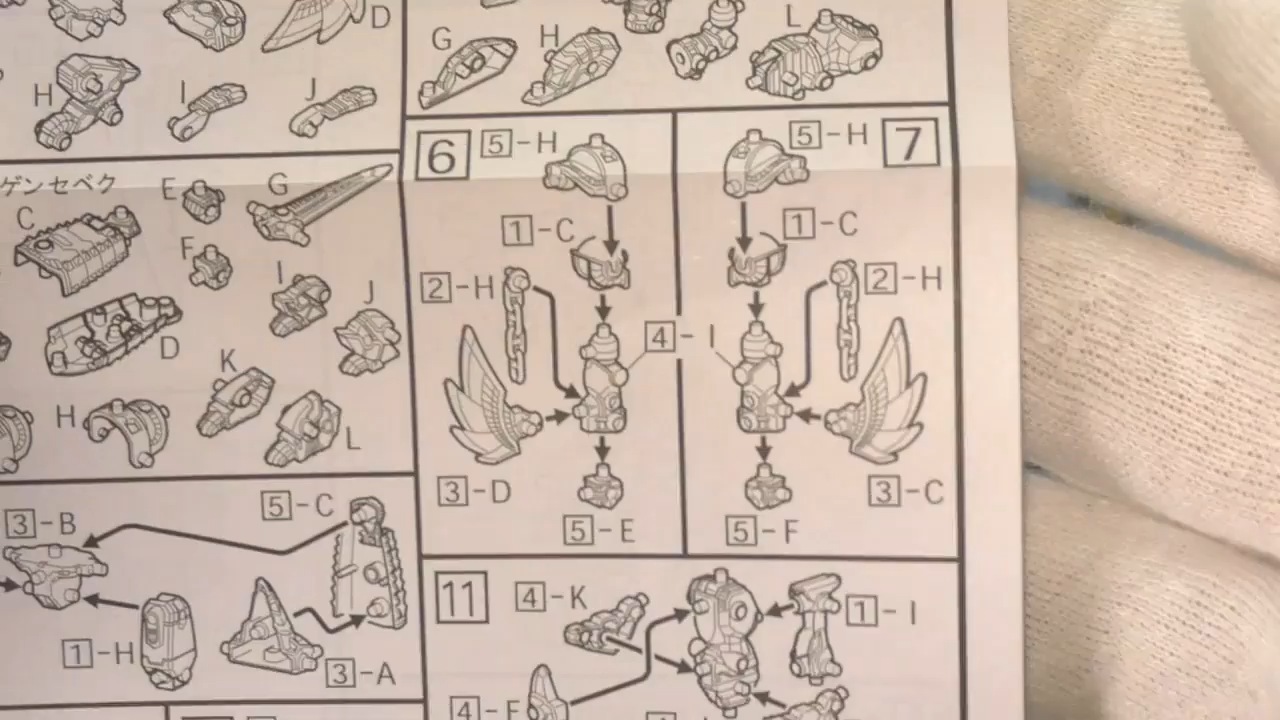 D
H
I
J
G
H
L
ゲンセベク
C
E
G
F
I
J
D
K
H
L
6
5-H
1-C
2-H
4-I
3-D
5-E
7
5-H
1-C
2-H
3-C
5-F
3-B
5-C
1-H
3-A
11
4-K
1-I